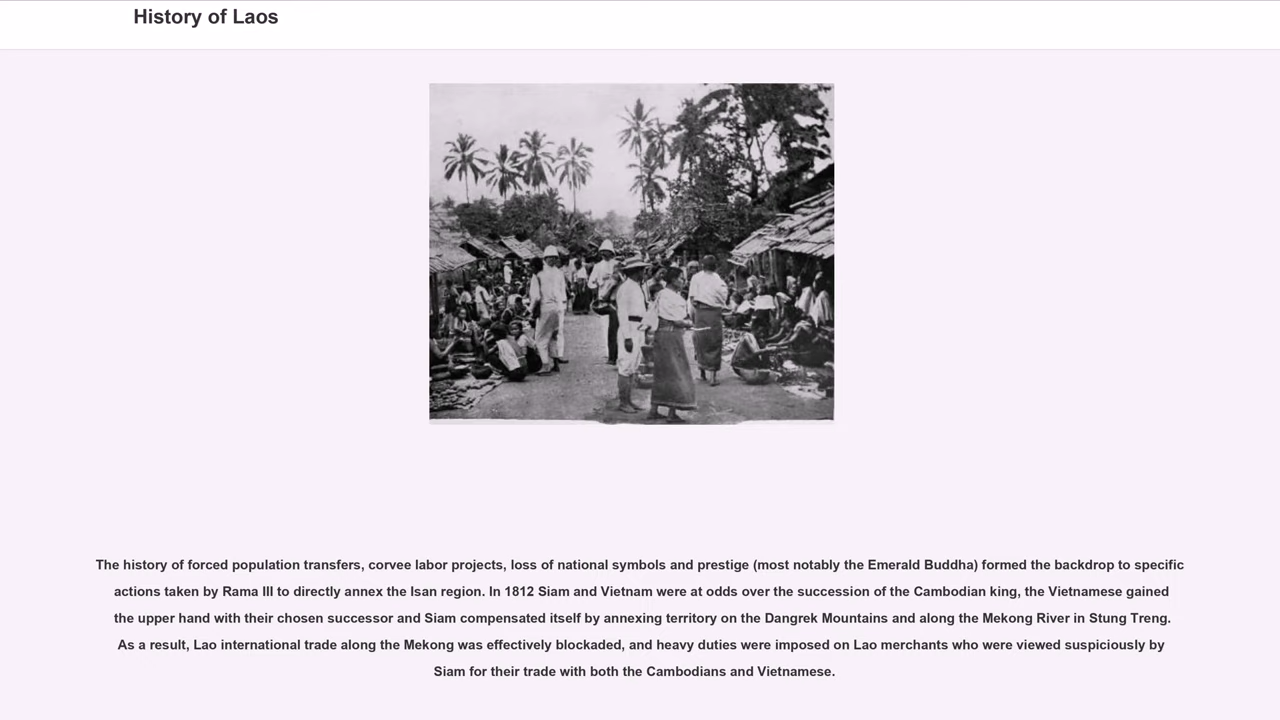 History of Laos
The history of forced population transfers, corvee labor projects, loss of national symbols and prestige (most notably the Emerald Buddha) formed the backdrop to specific
actions taken by Rama III to directly annex the Isan region. In 1812 Siam and Vietnam were at odds over the succession of the Cambodian king, the Vietnamese gained
the upper hand with their chosen successor and Siam compensated itself by annexing territory on the Dangrek Mountains and along the Mekong River in Stung Treng.
As a result, Lao international trade along the Mekong was effectively blockaded, and heavy duties were imposed on Lao merchants who were viewed suspiciously by
Siam for their trade with both the Cambodians and Vietnamese.